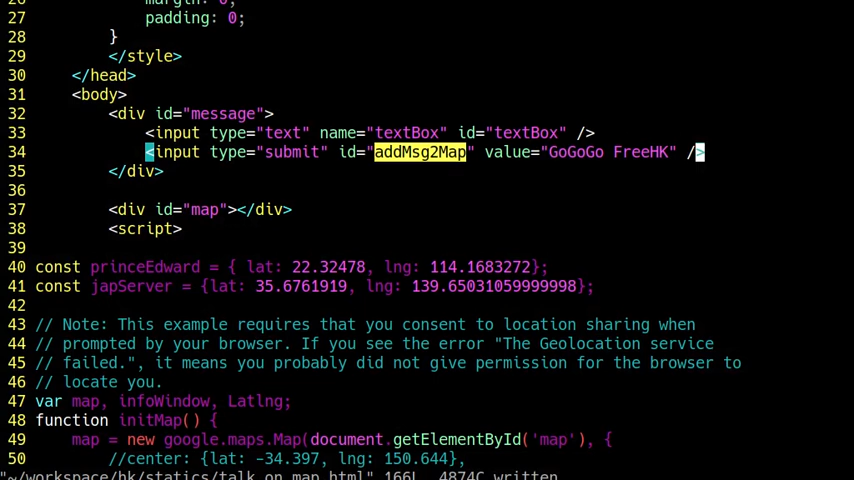 26         margin: 0;
27             padding: 0;
28         }
29         </style>
30     </head>
31     <body>
32         <div id="message">
33             <input type="text" name="textBox" id="textBox" />
34             <input type="submit" id="addMsg2Map" value="GoGoGo FreeHK" />
35         </div>
36
37         <div id="map"></div>
38         <script>
39
40 const princeEdward = { lat: 22.32478, lng: 114.1683272};
41 const japServer = {lat: 35.6761919, lng: 139.65031059999998};
42
43 // Note: This example requires that you consent to location sharing when
44 // prompted by your browser. If you see the error "The Geolocation service
45 // failed.", it means you probably did not give permission for the browser to
46 // locate you.
47 var map, infoWindow, Latlng;
48 function initMap() {
49     map = new google.maps.Map(document.getElementById('map'), {
50         //center: {lat: -34.397, lng: 150.644},
"~/workspace/hk/statics/talk_on_map.html" 166L, 4874C written